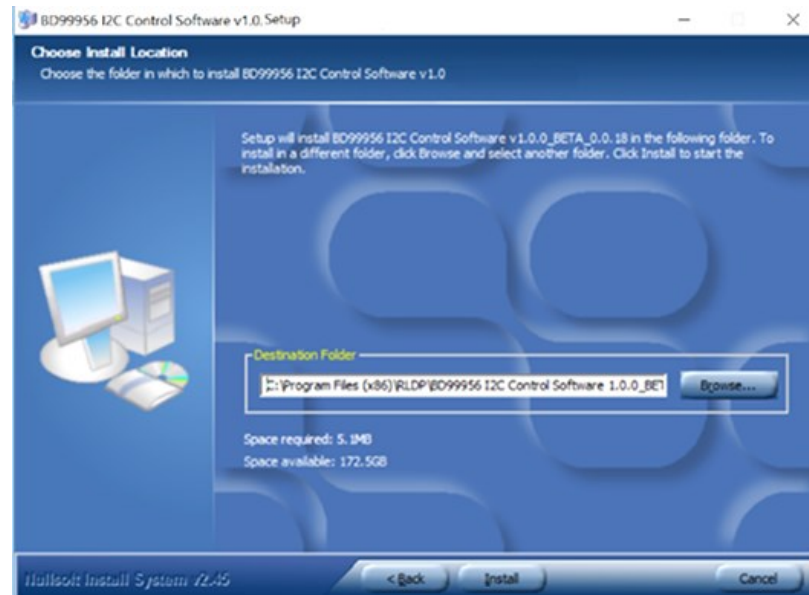 BD99956 I2C Control Software v1.0. Setup
Choose Install Location
Choose the folder in which to install BD99956 I2C Control Software v1.0
Setup will install BD99956 I2C Control Software v1.0.0_BETA_0.0.18 in the following folder. To
install in a different folder, click Browse and select another folder. Click Install to start the
installation.
Destination Folder
C:\Program Files (x86)\RLDP\BD99956 I2C Control Software 1.0.0_BET
Browse...
Space required: 5.1MB
Space available: 172.5GB
Nullsoft Install System v2.45
< Back
Install
Cancel